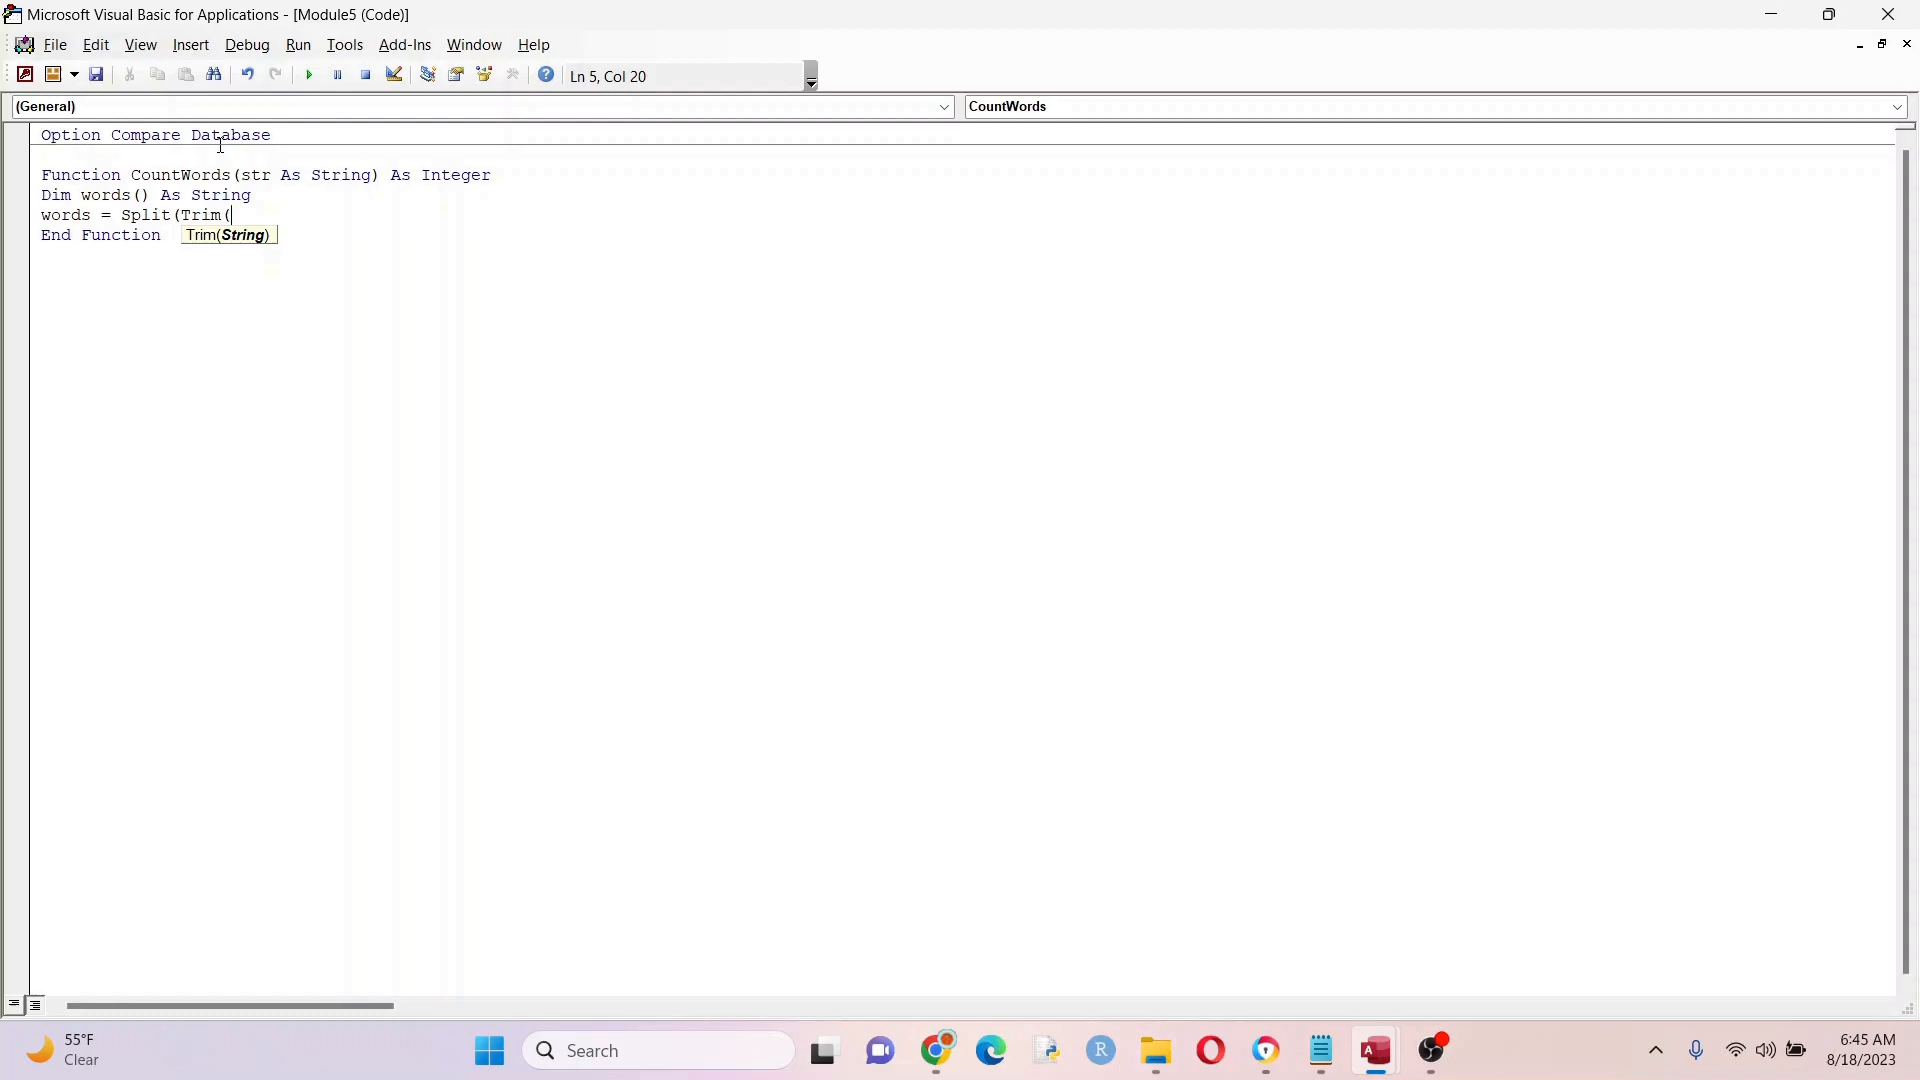 Microsoft Visual Basic for Applications - [Module5 (Code)]
File Edit View Insert Debug Run Tools Add-Ins Window Help
Ln 5, Col 20
(General) CountWords
Option Compare Database
Function CountWords(str As String) As Integer
Dim words() As String
words = Split(Trim(
End Function Trim(String)
55°F
Clear
Search
R
6:45 AM
8/18/2023